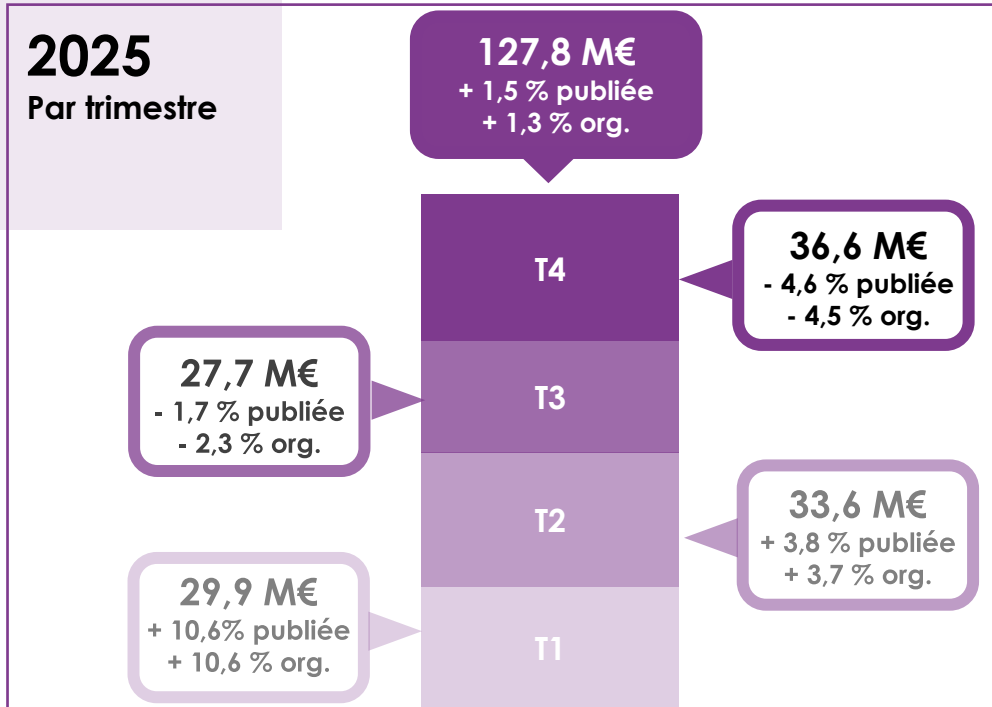 2025
Par trimestre
127,8 M€
+ 1,5 % publiée
+ 1,3 % org.
T4
36,6 M€
- 4,6 % publiée
- 4,5 % org.
27,7 M€
- 1,7 % publiée
- 2,3 % org.
T3
T2
33,6 M€
+ 3,8 % publiée
+ 3,7 % org.
29,9 M€
+ 10,6% publiée
+ 10,6 % org.
T1